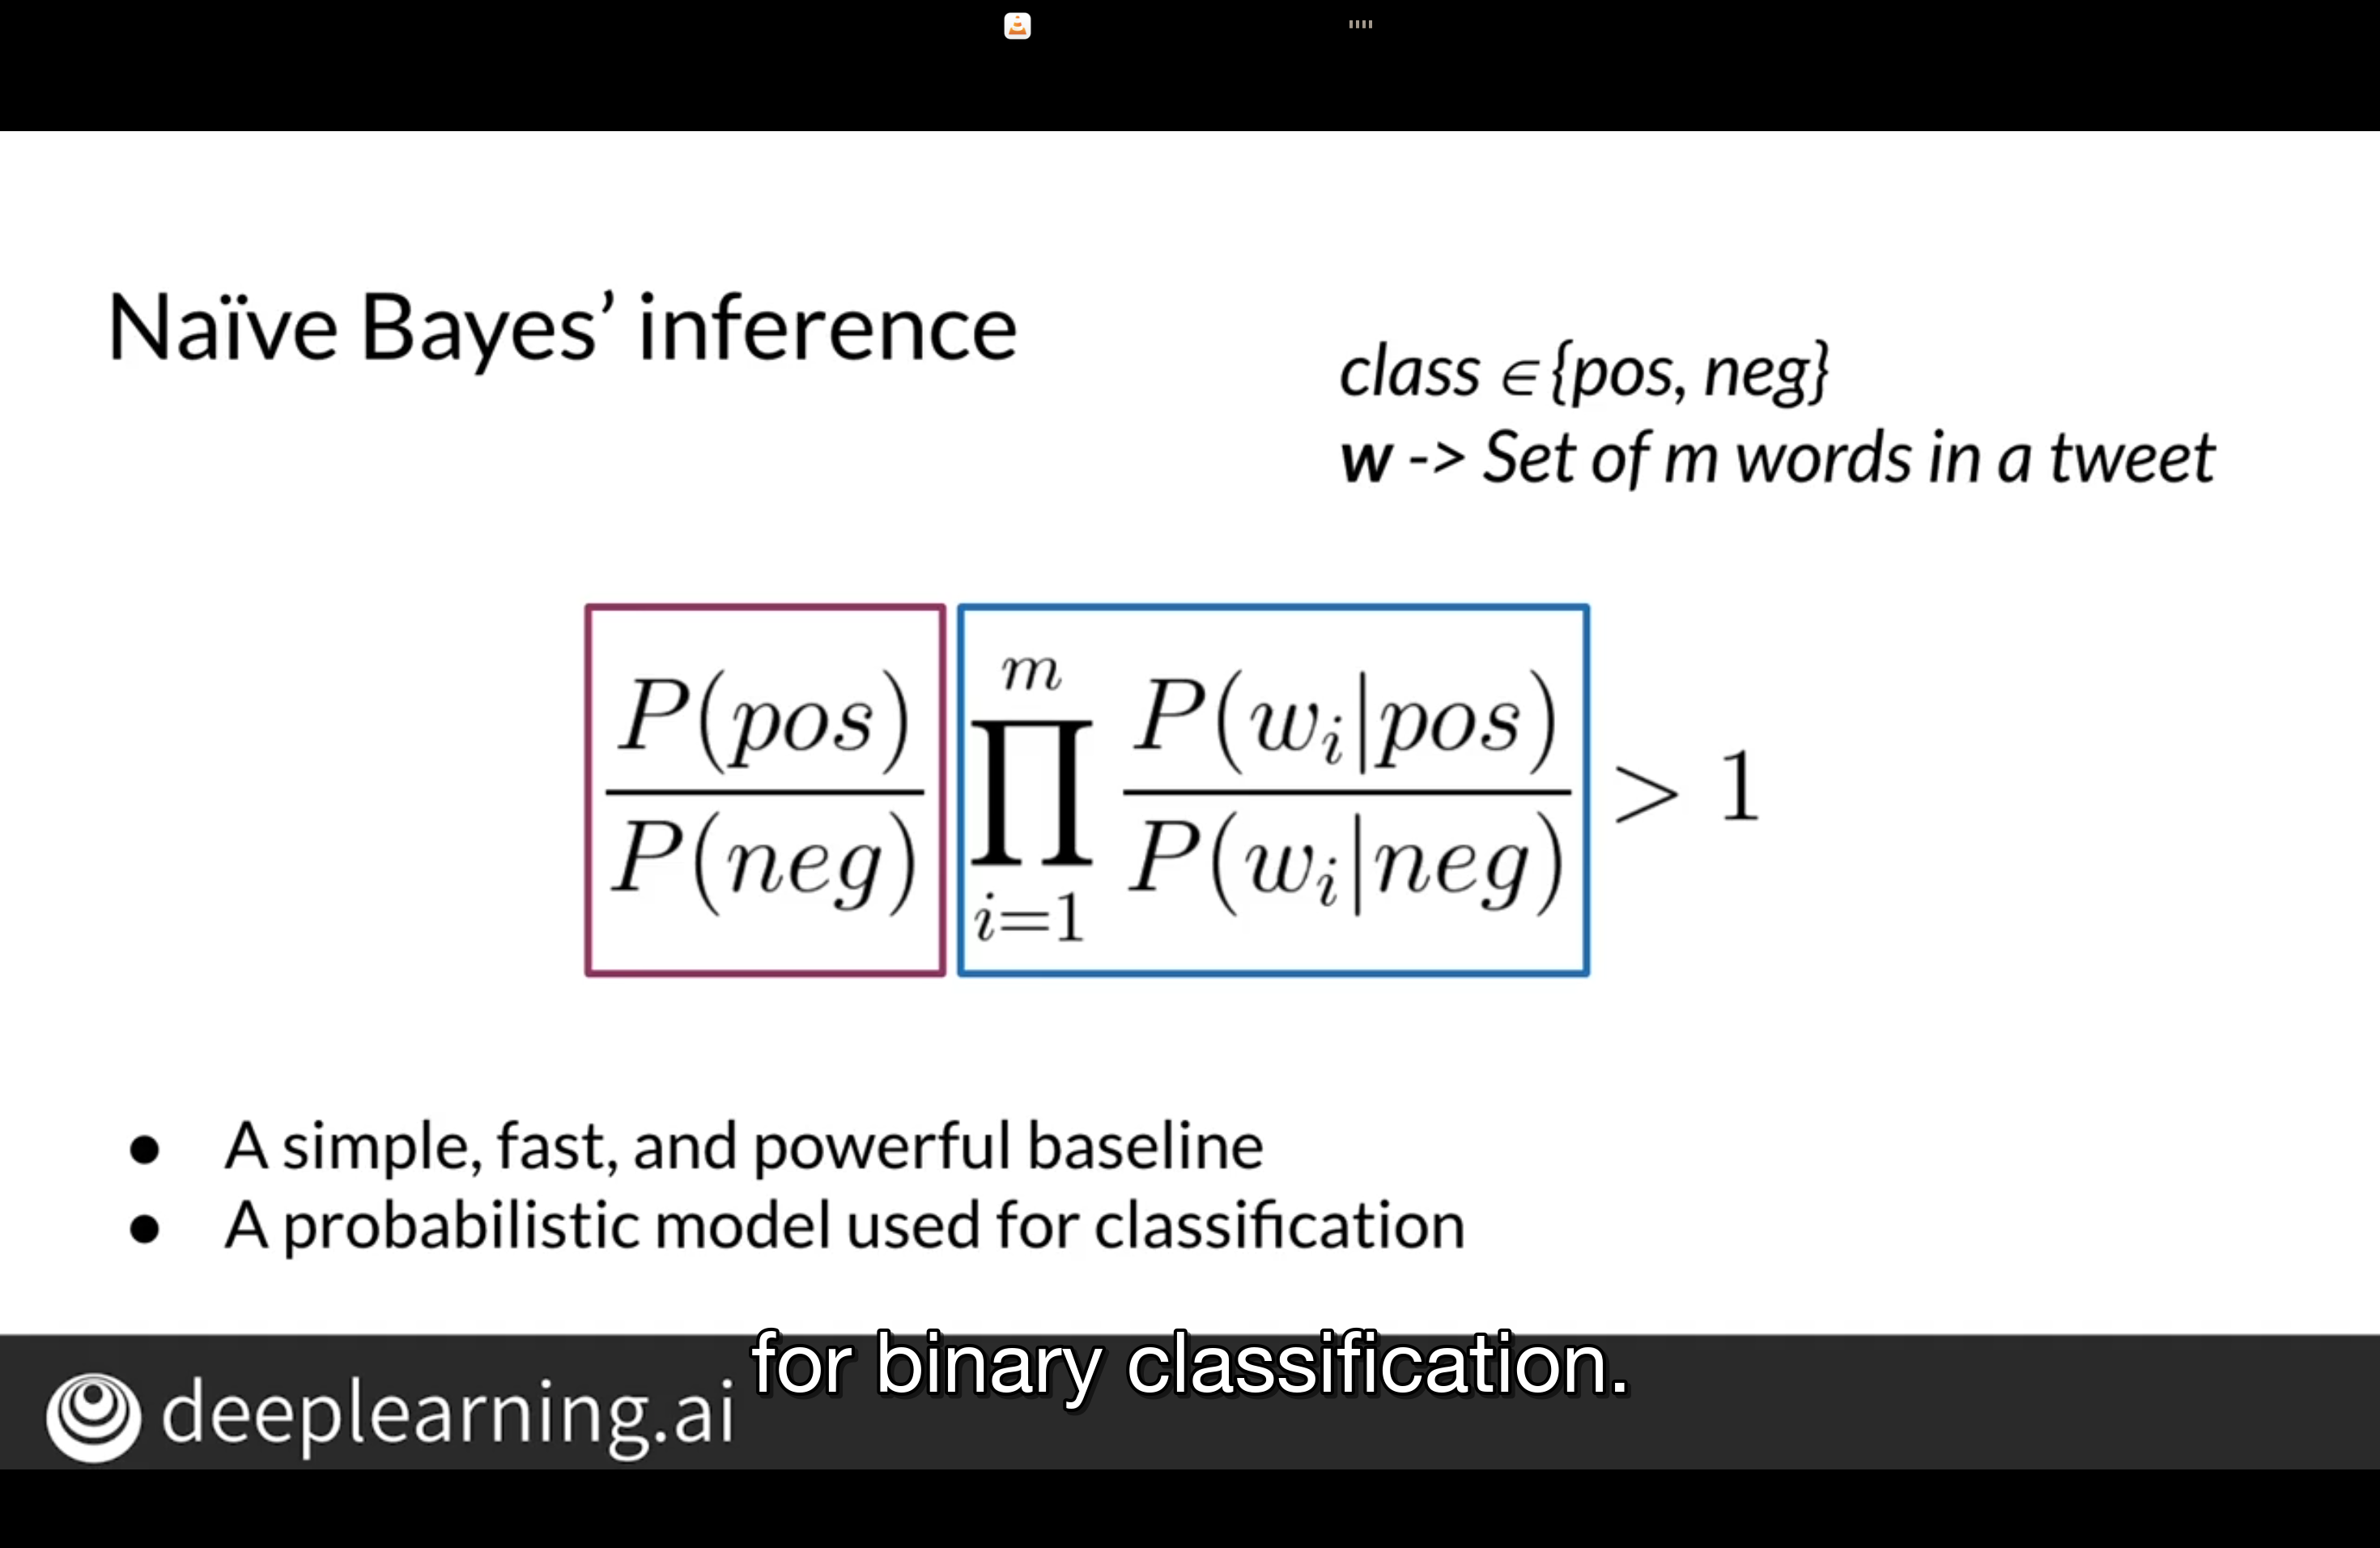 Naïve Bayes’ inference
class ∈ {pos, neg}
w -> Set of m words in a tweet
P(pos) / P(neg) ∏_{i=1}^{m} P(w_i|pos) / P(w_i|neg) > 1
● A simple, fast, and powerful baseline
● A probabilistic model used for classification
for binary classification.
deeplearning.ai